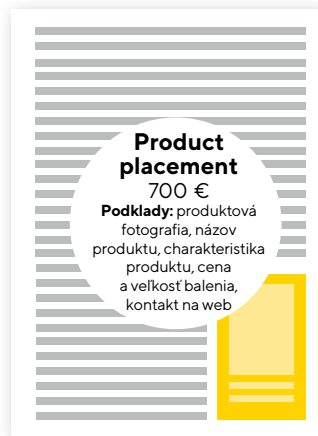 Product
placement
700 €
Podklady: produktová
fotografia, názov
produktu, charakteristika
produktu, cena
a veľkosť balenia,
kontakt na web